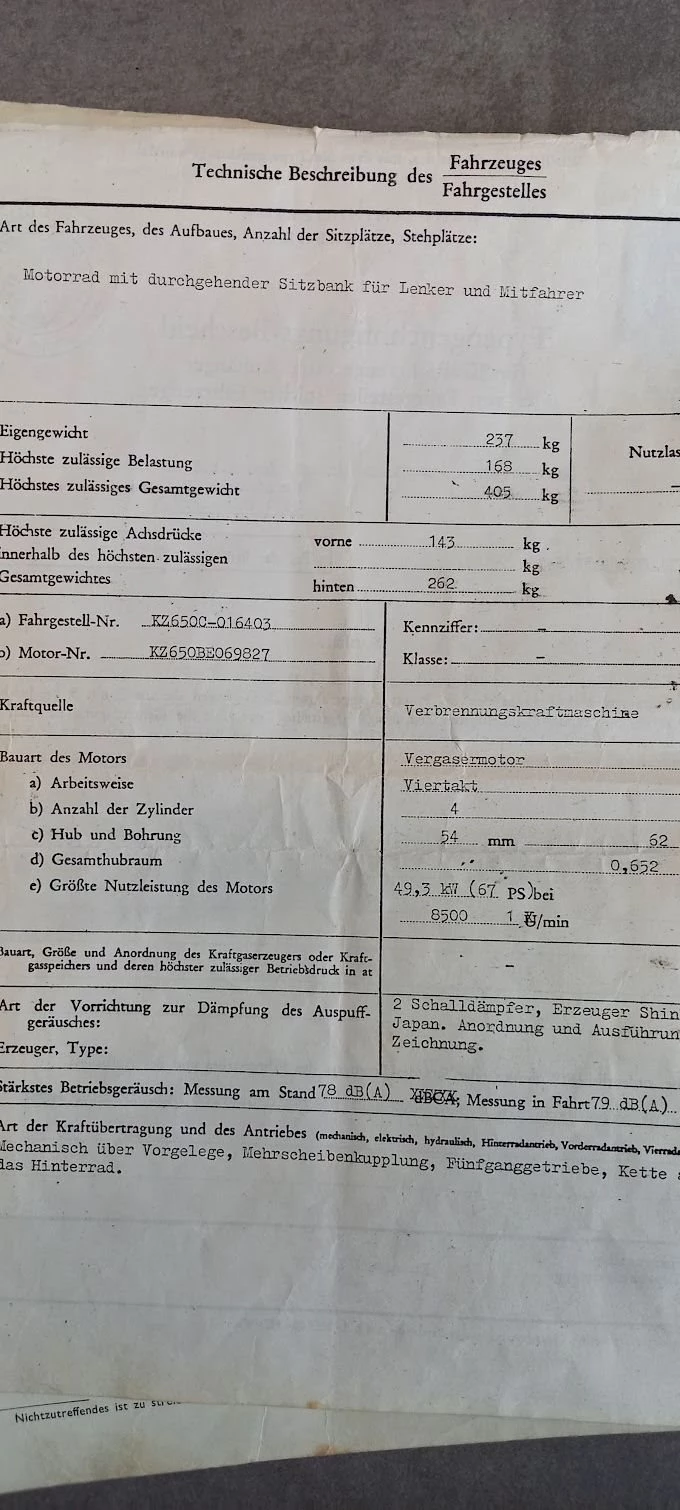 Technische Beschreibung des Fahrzeuges
Fahrgestelles
Art des Fahrzeuges, des Aufbaues, Anzahl der Sitzplätze, Stehplätze:
Motorrad mit durchgehender Sitzbank für Lenker und Mitfahrer
Eigengewicht 237 kg
Höchste zulässige Belastung 168 kg Nutzlas
Höchstes zulässiges Gesamtgewicht 405 kg –
Höchste zulässige Achsdrücke vorne 143 kg
innerhalb des höchsten zulässigen kg
Gesamtgewichtes hinten 262 kg
a) Fahrgestell-Nr. KZ650C-016403 Kennziffer: –
b) Motor-Nr. KZ650BE069827 Klasse: –
Kraftquelle Verbrennungskraftmaschine
Bauart des Motors Vergasermotor
a) Arbeitsweise Viertakt
b) Anzahl der Zylinder 4
c) Hub und Bohrung 54 mm 62
d) Gesamthubraum 0,652
e) Größte Nutzleistung des Motors 49,3 kW (67 PS) bei
8500 1 U/min
Bauart, Größe und Anordnung des Kraftgaserzeugers oder Kraft-
gasspeichers und deren höchster zulässiger Betriebsdruck in at –
Art der Vorrichtung zur Dämpfung des Auspuff- 2 Schalldämpfer, Erzeuger Shin
geräusches: Japan. Anordnung und Ausführun
Erzeuger, Type: Zeichnung.
Stärkstes Betriebsgeräusch: Messung am Stand 78 dB(A) ; Messung in Fahrt 79 dB(A)
Art der Kraftübertragung und des Antriebes (mechanisch, elektrisch, hydraulisch, Hinterradantrieb, Vorderradantrieb, Vierrad
Mechanisch über Vorgelege, Mehrscheibenkupplung, Fünfganggetriebe, Kette
das Hinterrad.
Nichtzutreffendes ist zu